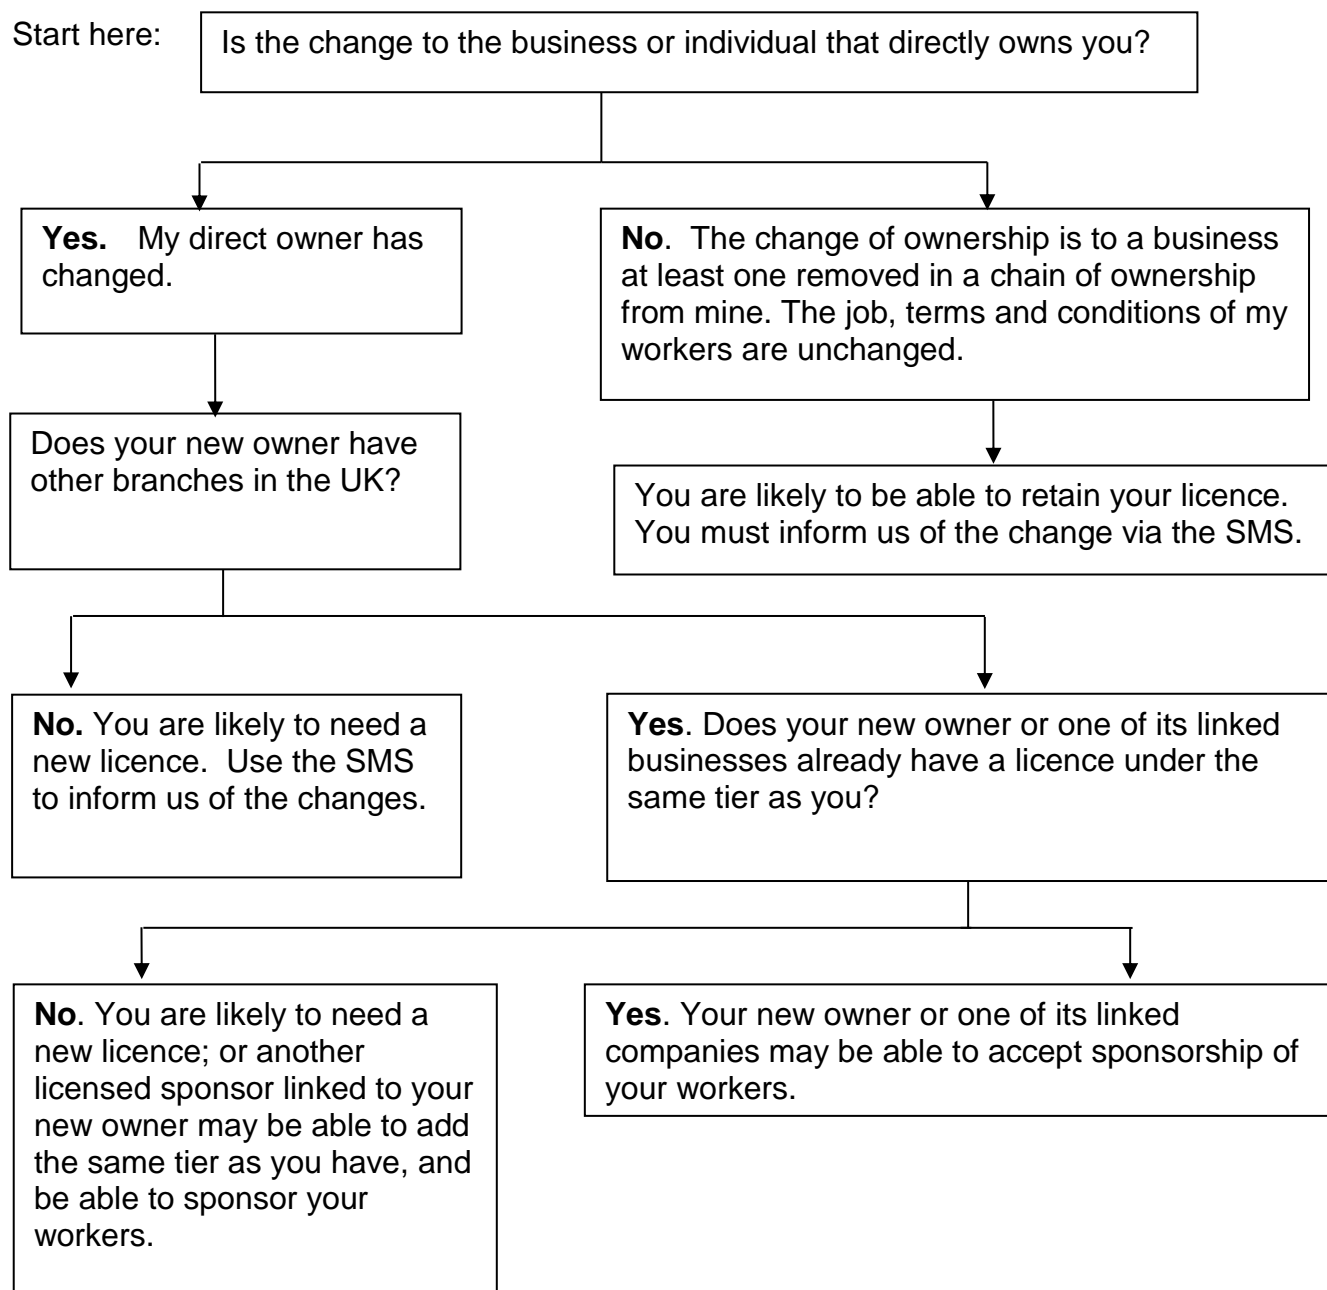 Start here:
Is the change to the business or individual that directly owns you?
Yes. My direct owner has
changed.
No. The change of ownership is to a business
at least one removed in a chain of ownership
from mine. The job, terms and conditions of my
workers are unchanged.
Does your new owner have
other branches in the UK?
You are likely to be able to retain your licence.
You must inform us of the change via the SMS.
No. You are likely to need a
new licence. Use the SMS
to inform us of the changes.
Yes. Does your new owner or one of its linked
businesses already have a licence under the
same tier as you?
No. You are likely to need a
new licence; or another
licensed sponsor linked to your
new owner may be able to add
the same tier as you have, and
be able to sponsor your
workers.
Yes. Your new owner or one of its linked
companies may be able to accept sponsorship of
your workers.